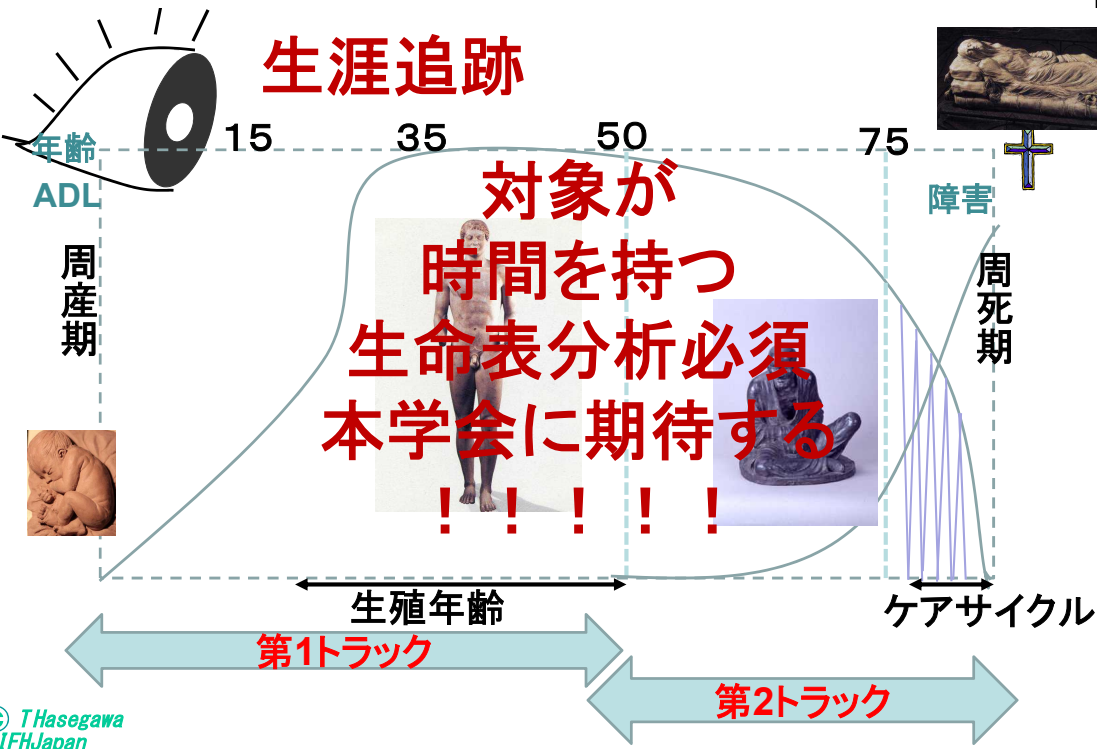 生涯追跡
年齢
15
35
50
75
ADL
障害
対象が
時間を持つ
生命表分析必須
本学会に期待する
！！！！！
周産期
周死期
生殖年齢
ケアサイクル
第1トラック
第2トラック
THasegawa
IFHJapan